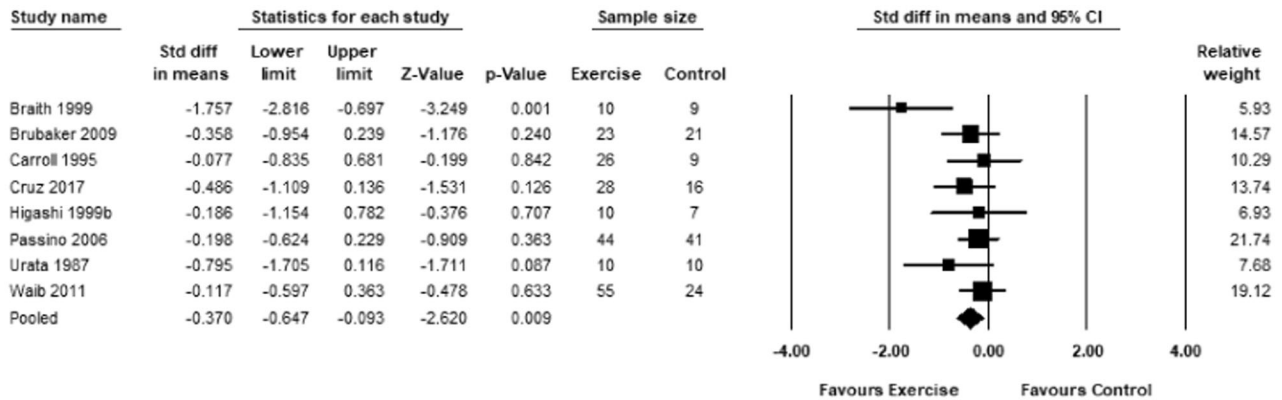 Study name Statistics for each study Sample size Std diff in means and 95% CI
Std diff Lower Upper Relative
in means limit limit Z-Value p-Value Exercise Control weight
Braith 1999 -1.757 -2.816 -0.697 -3.249 0.001 10 9 5.93
Brubaker 2009 -0.358 -0.954 0.239 -1.176 0.240 23 21 14.57
Carroll 1995 -0.077 -0.835 0.681 -0.199 0.842 26 9 10.29
Cruz 2017 -0.486 -1.109 0.136 -1.531 0.126 28 16 13.74
Higashi 1999b -0.186 -1.154 0.782 -0.376 0.707 10 7 6.93
Passino 2006 -0.198 -0.624 0.229 -0.909 0.363 44 41 21.74
Urata 1987 -0.795 -1.705 0.116 -1.711 0.087 10 10 7.68
Waib 2011 -0.117 -0.597 0.363 -0.478 0.633 55 24 19.12
Pooled -0.370 -0.647 -0.093 -2.620 0.009
-4.00 -2.00 0.00 2.00 4.00
Favours Exercise Favours Control